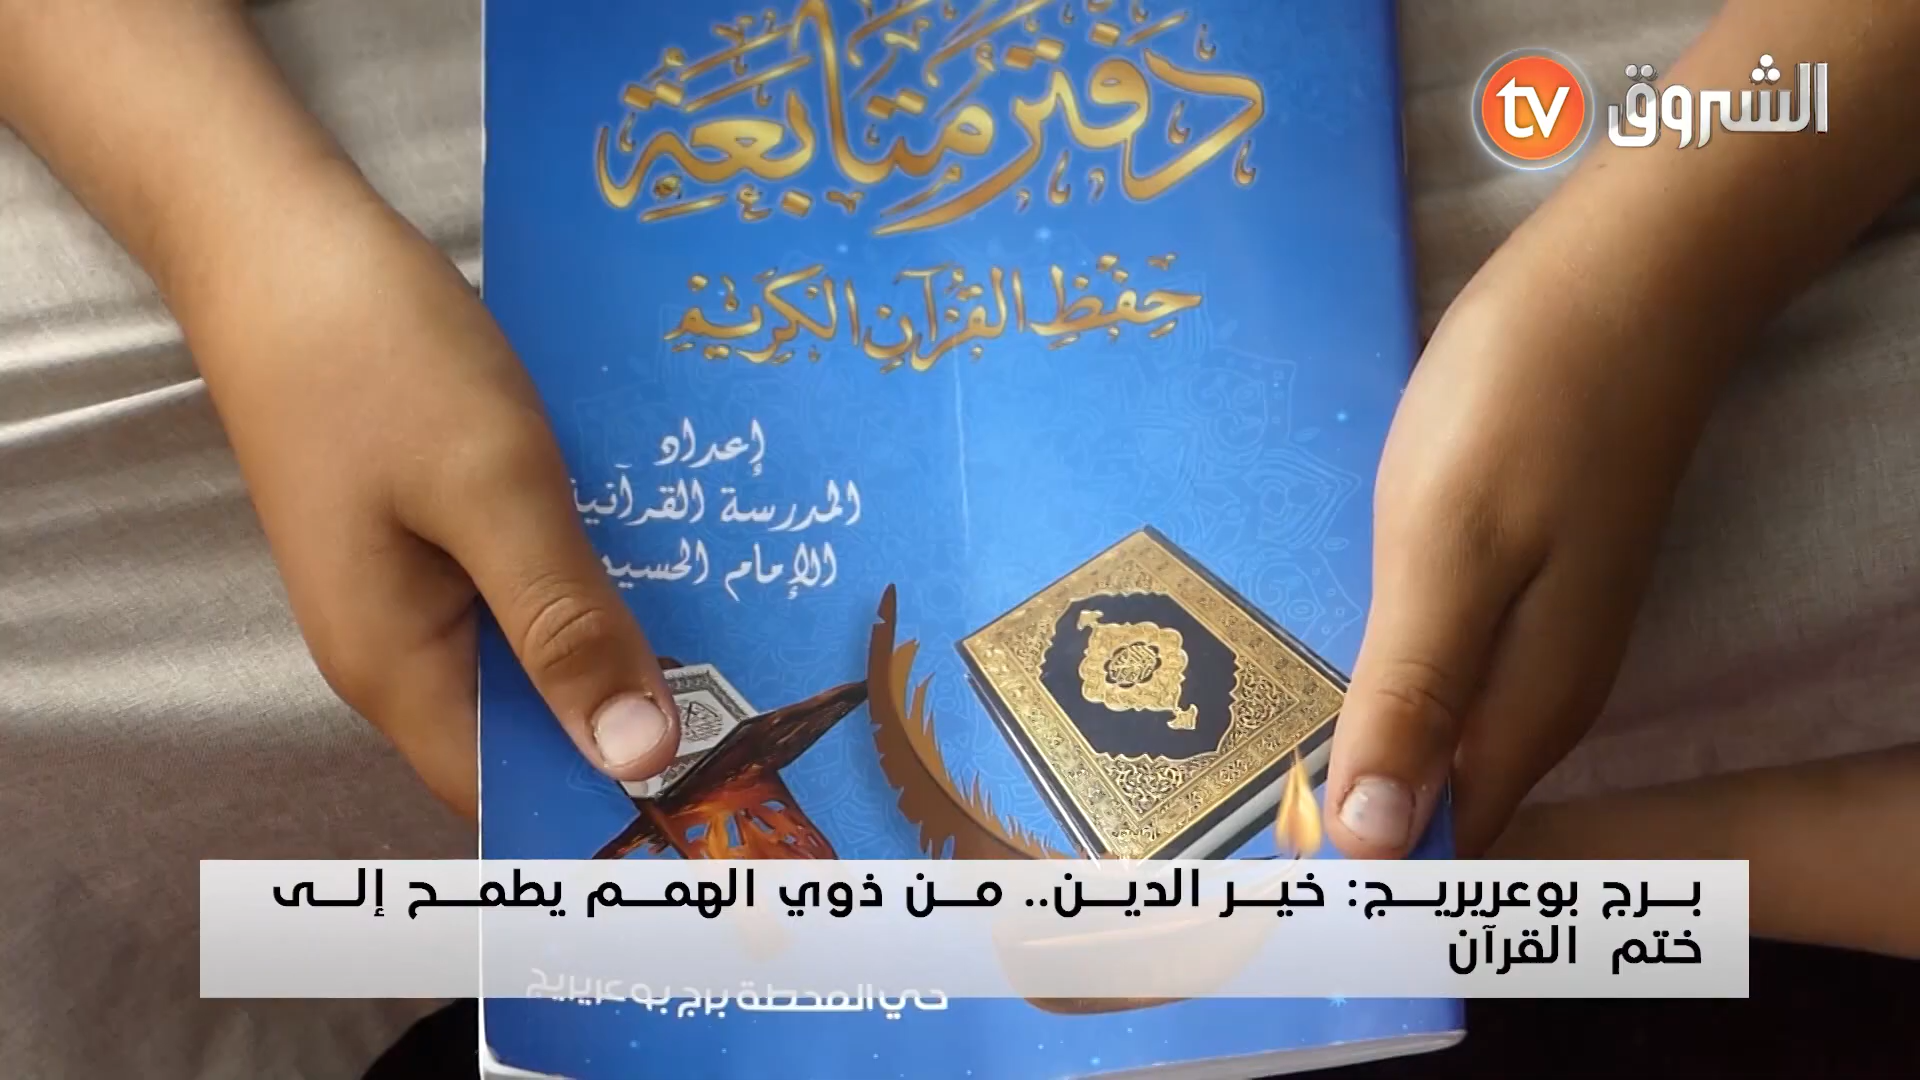 الشروق tv
دفتر متابعة
حفظ القرآن الكريم
إعداد
المدرسة القرآنية
الإمام
برج بوعريريج: خير الدين.. من ذوي الهمم يطمح إلى
ختم القرآن
حي المحطة برج بوعريريج